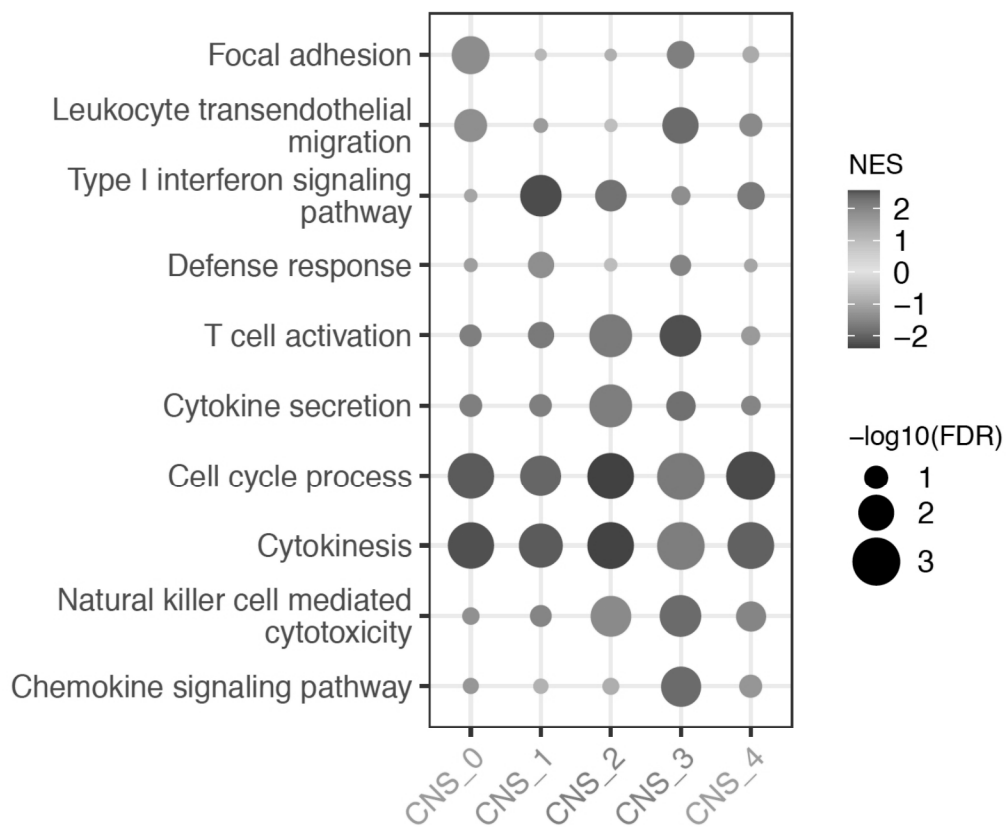 Focal adhesion
Leukocyte transendothelial
migration
Type I interferon signaling
pathway
Defense response
T cell activation
Cytokine secretion
Cell cycle process
Cytokinesis
Natural killer cell mediated
cytotoxicity
Chemokine signaling pathway
CNS_0
CNS_1
CNS_2
CNS_3
CNS_4
NES
2
1
0
−1
−2
−log10(FDR)
1
2
3